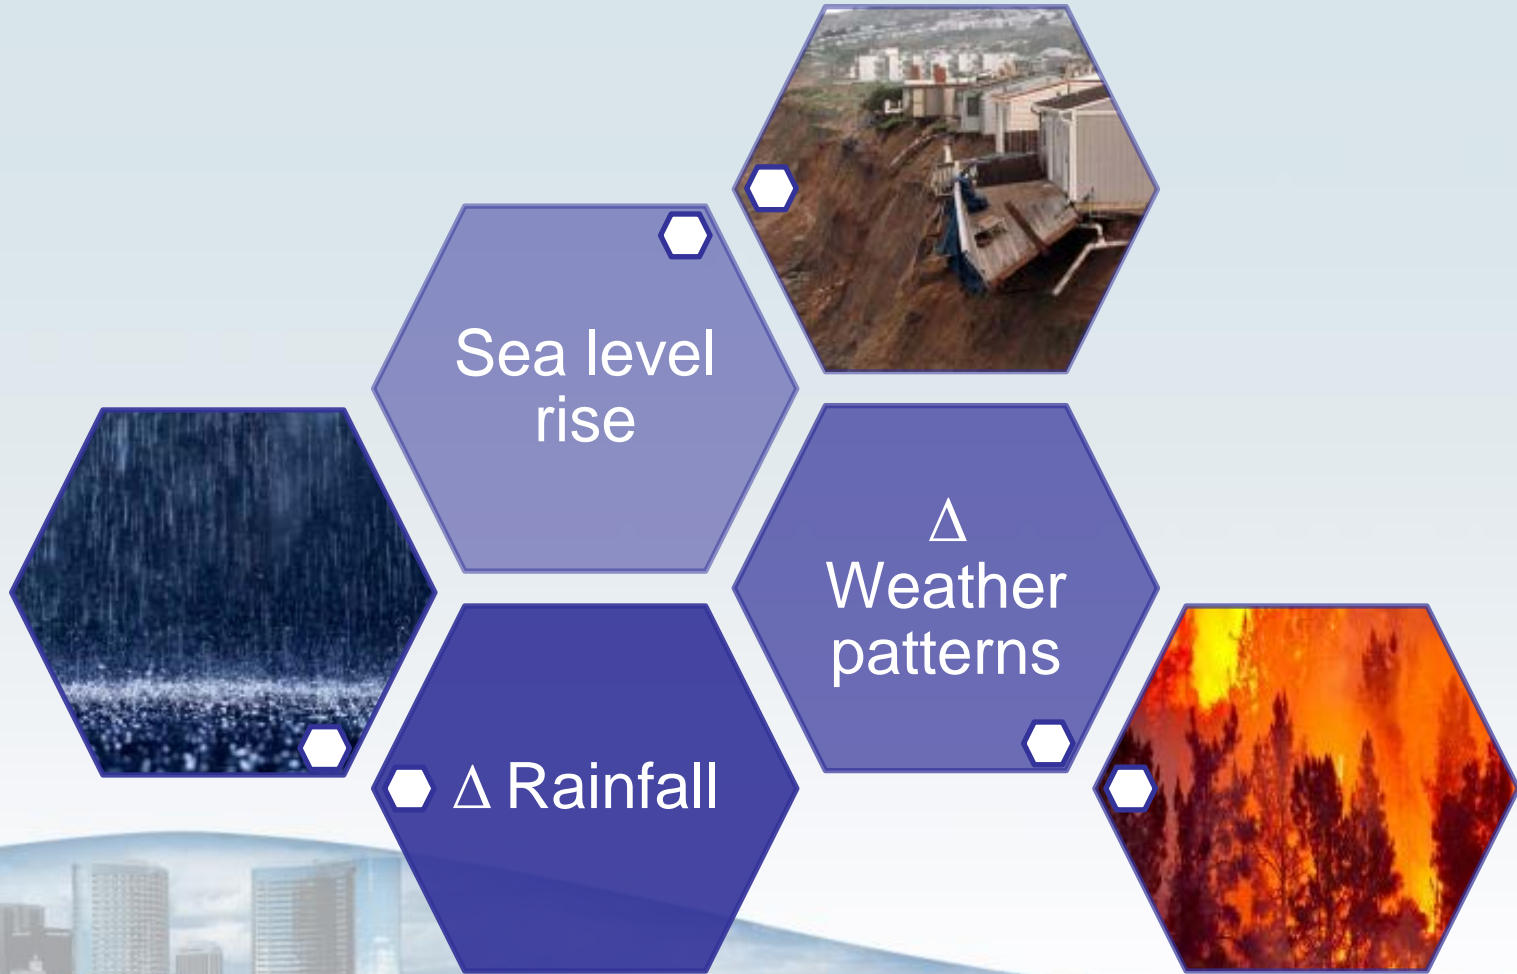 Sea level
rise
Δ
Weather
patterns
Δ Rainfall